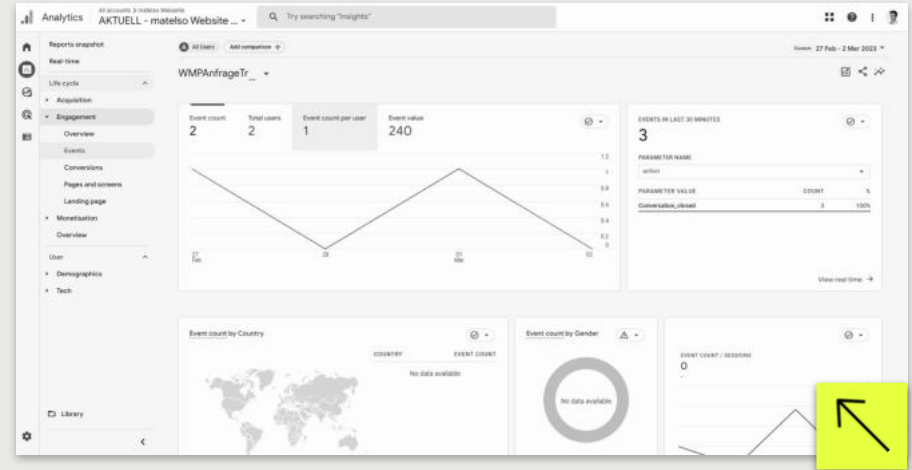 Analytics
All accounts > matelso Webseite
AKTUELL - matelso Website ...
Try searching "Insights"
Reports snapshot
Real-time
Life cycle
Acquisition
Engagement
Overview
Events
Conversions
Pages and screens
Landing page
Monetisation
Overview
User
Demographics
Tech
Library
A All Users
Add comparison +
Custom 27 Feb - 2 Mar 2023
WMPAnfrageTr_
Event count
2
Total users
2
Event count per user
1
Event value
240
1.2
1
0.8
0.6
0.4
0.2
0
27
Feb
28
01
Mar
02
EVENTS IN LAST 30 MINUTES
3
PARAMETER NAME
action
PARAMETER VALUE COUNT %
Conversation_closed 3 100%
View real time
Event count by Country
COUNTRY EVENT COUNT
No data available
Event count by Gender
No data available
EVENT COUNT / SESSIONS
0
-